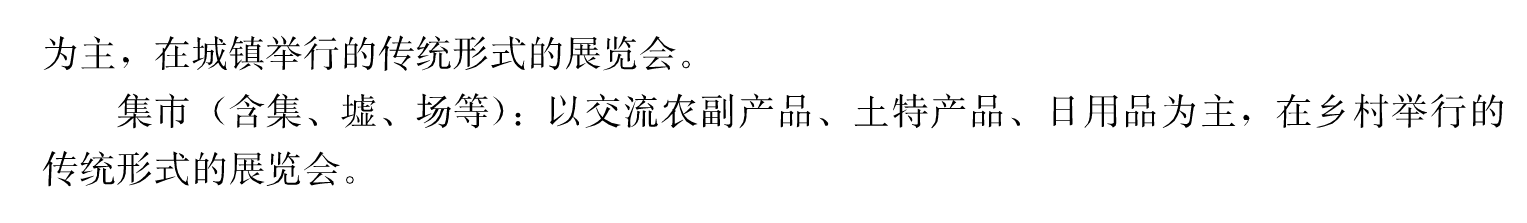 为主，在城镇举行的传统形式的展览会。
集市（含集、墟、场等）：以交流农副产品、土特产品、日用品为主，在乡村举行的
传统形式的展览会。